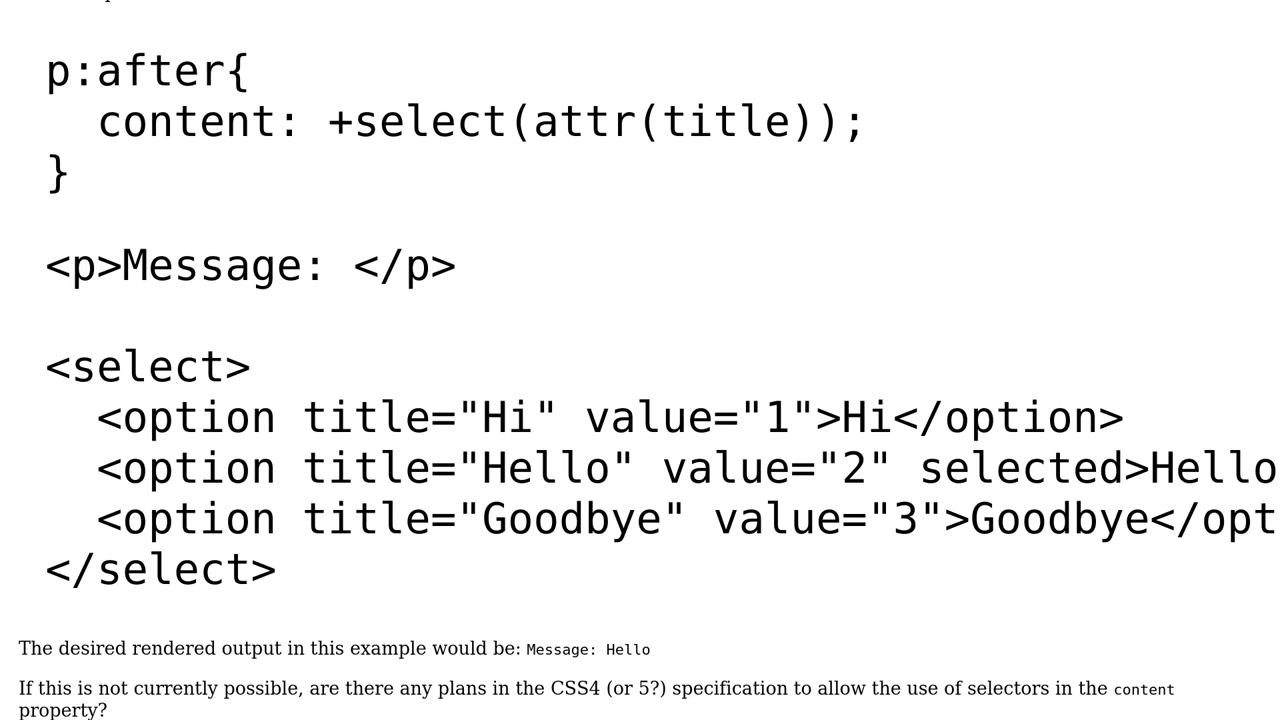 p:after{
  content: +select(attr(title));
}
<p>Message: </p>
<select>
  <option title="Hi" value="1">Hi</option>
  <option title="Hello" value="2" selected>Hello
  <option title="Goodbye" value="3">Goodbye</opt
</select>
The desired rendered output in this example would be: Message: Hello
If this is not currently possible, are there any plans in the CSS4 (or 5?) specification to allow the use of selectors in the content
property?